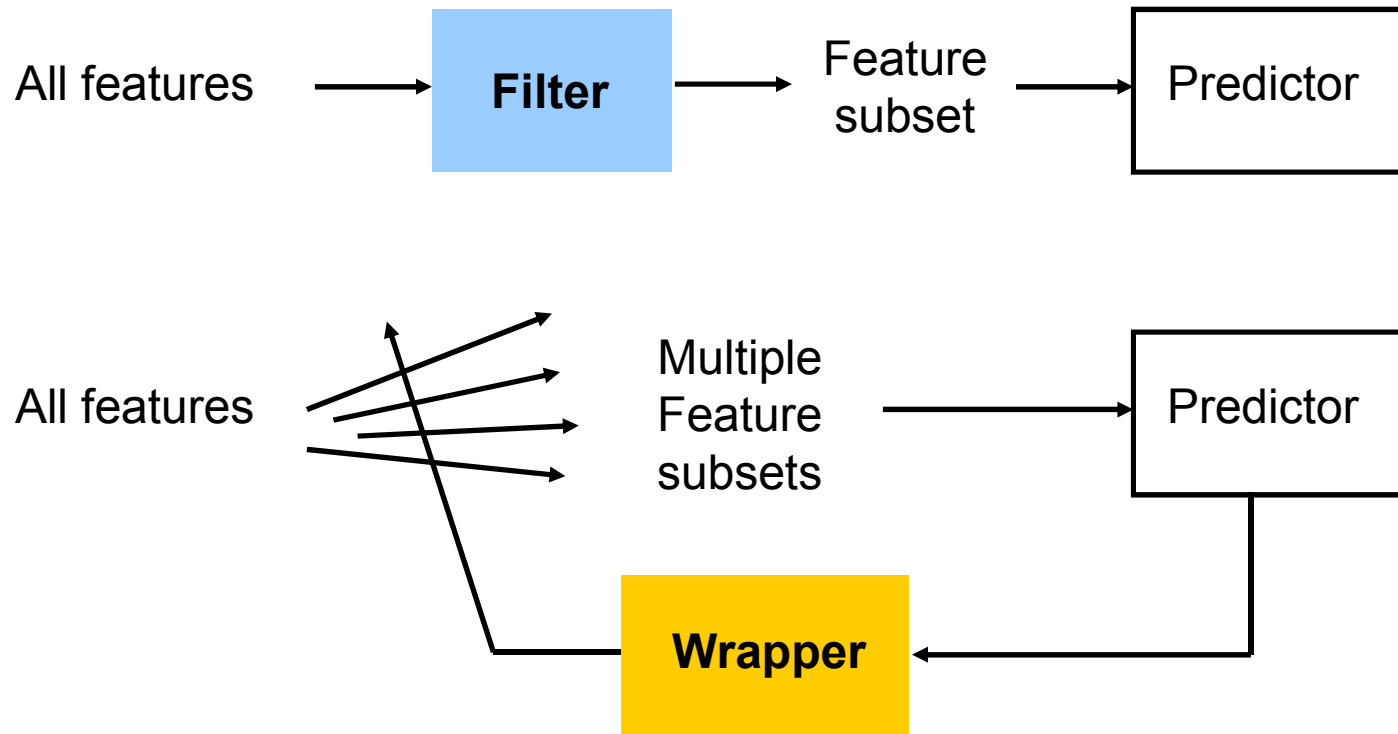 All features
Filter
Feature
subset
Predictor
All features
Multiple
Feature
subsets
Predictor
Wrapper